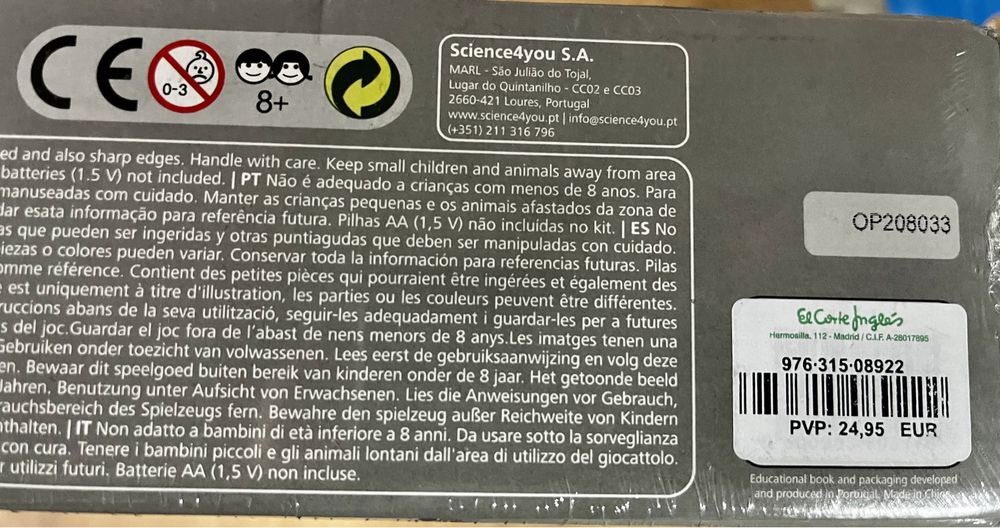 CE
0-3
8+
Science4you S.A.
MARL - São Julião do Tojal,
Lugar do Quintanilho - CC02 e CC03
2660-421 Loures, Portugal
www.science4you.pt | info@science4you.pt
(+351) 211 316 796
ed and also sharp edges. Handle with care. Keep small children and animals away from area
batteries (1.5 V) not included. | PT Não é adequado a crianças com menos de 8 anos. Para
manuseadas com cuidado. Manter as crianças pequenas e os animais afastados da zona de
dar esata informação para referência futura. Pilhas AA (1,5 V) não incluídas no kit. | ES No
as que pueden ser ingeridas y otras puntiagudas que deben ser manipuladas con cuidado.
iezas o colores pueden variar. Conservar toda la información para referencias futuras. Pilas
omme référence. Contient des petites pièces qui pourraient être ingérées et également des
e est uniquement à titre d'illustration, les parties ou les couleurs peuvent être différentes.
ruccions abans de la seva utilització, seguir-les adequadament i guardar-les per a futures
s del joc.Guardar el joc fora de l'abast de nens menors de 8 anys.Les imatges tenen una
Gebruiken onder toezicht van volwassenen. Lees eerst de gebruiksaanwijzing en volg deze
en. Bewaar dit speelgoed buiten bereik van kinderen onder de 8 jaar. Het getoonde beeld
Jahren. Benutzung unter Aufsicht von Erwachsenen. Lies die Anweisungen vor Gebrauch,
rauchsbereich des Spielzeugs fern. Bewahre den spielzeug außer Reichweite von Kindern
nthalten. | IT Non adatto a bambini di età inferiore a 8 anni. Da usare sotto la sorveglianza
con cura. Tenere i bambini piccoli e gli animali lontani dall'area di utilizzo del giocattolo.
r utilizzi futuri. Batterie AA (1,5 V) non incluse.
OP208033
El Corte Inglés
Hermosilla, 112 - Madrid / C.I.F. A-28017895
976-315-08922
PVP: 24,95 EUR
Educational book and packaging developed
and produced in Portugal. Made in China